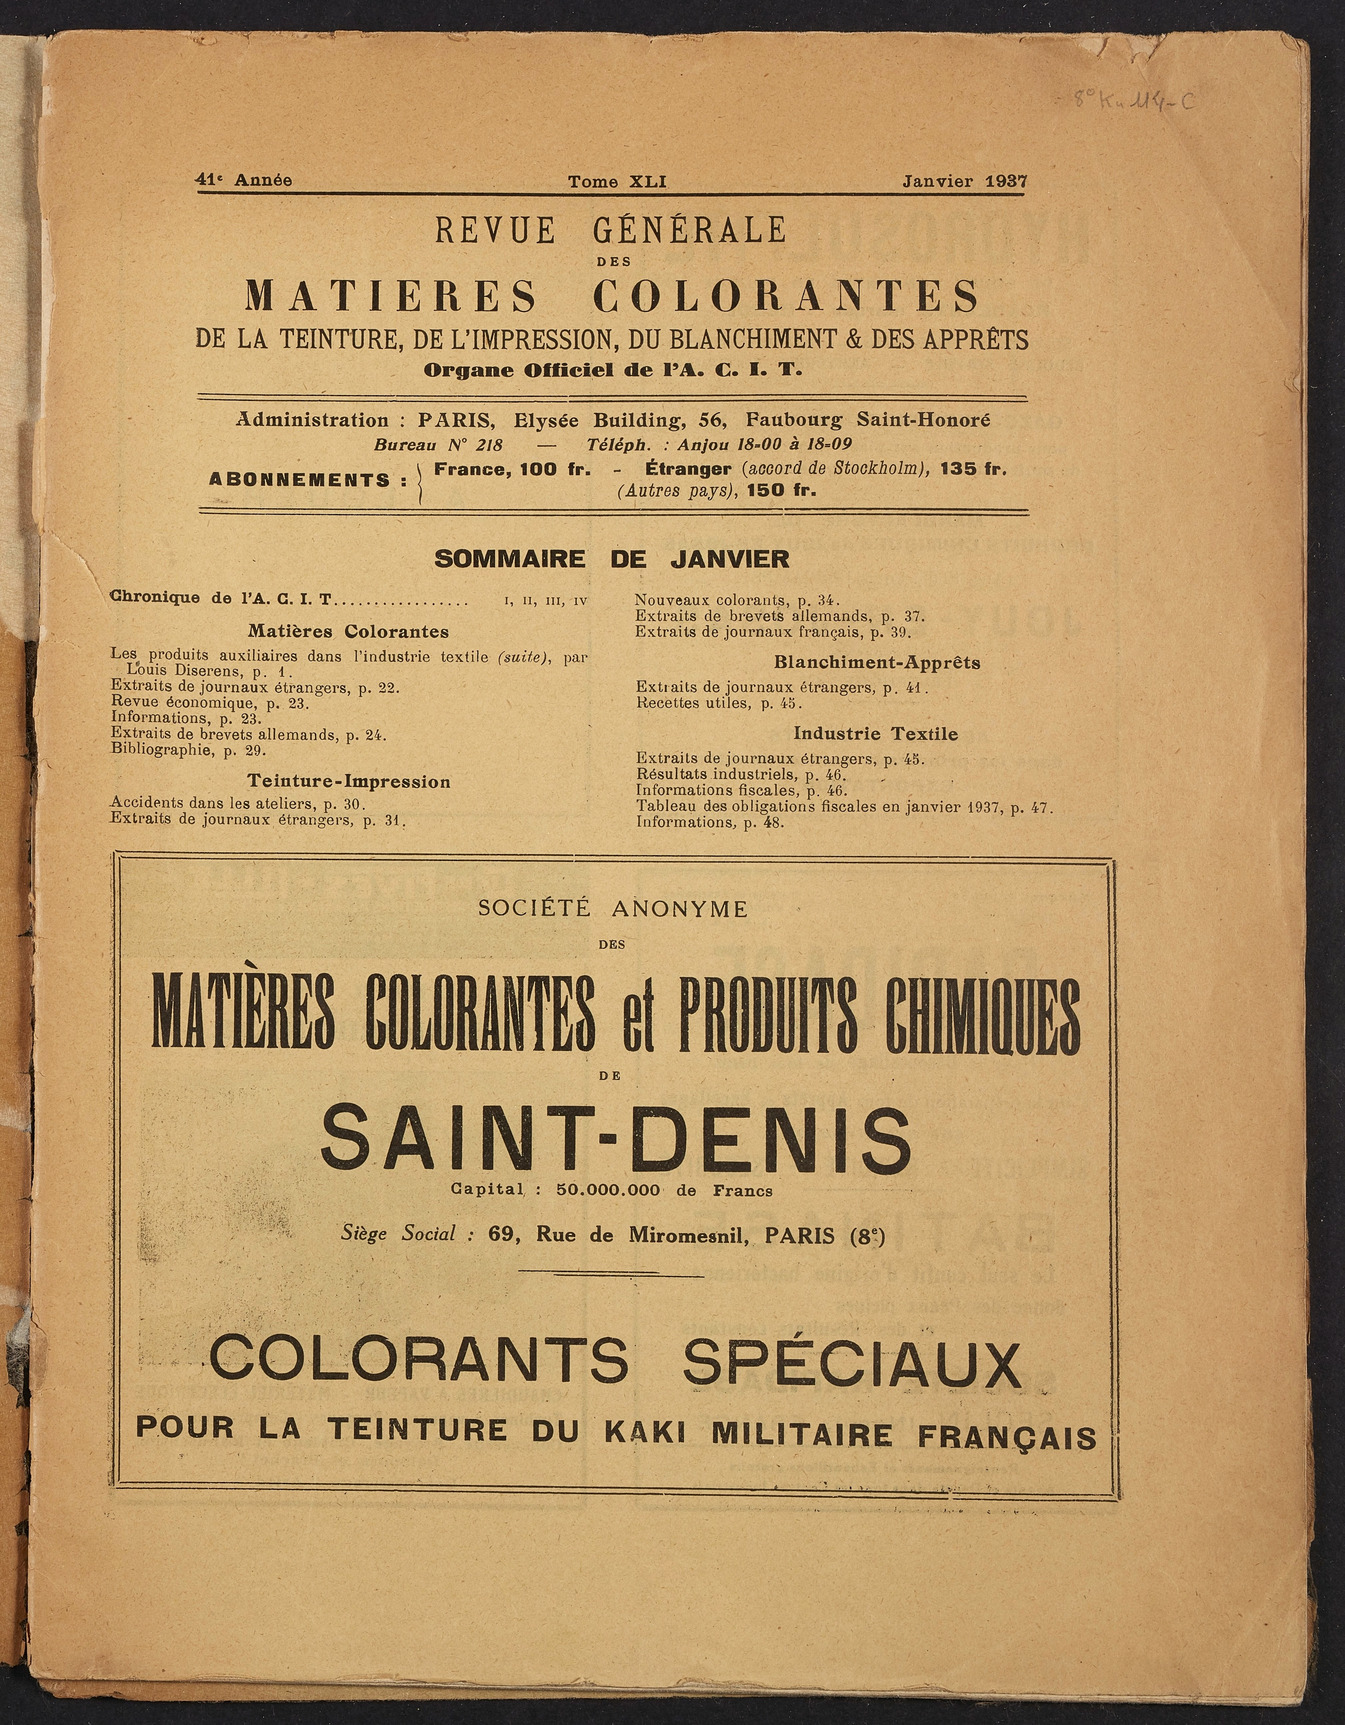 8° Ku 114-C
41e Année Tome XLI Janvier 1937
REVUE GÉNÉRALE
DES
MATIERES COLORANTES
DE LA TEINTURE, DE L'IMPRESSION, DU BLANCHIMENT & DES APPRÊTS
Organe Officiel de l'A. C. I. T.
Administration : PARIS, Elysée Building, 56, Faubourg Saint-Honoré
Bureau N° 218 — Téléph. : Anjou 18-00 à 18-09
ABONNEMENTS : France, 100 fr. - Étranger (accord de Stockholm), 135 fr.
(Autres pays), 150 fr.
SOMMAIRE DE JANVIER
Chronique de l'A. C. I. T................. I, II, III, IV
Matières Colorantes
Les produits auxiliaires dans l'industrie textile (suite), par
Louis Diserens, p. 1.
Extraits de journaux étrangers, p. 22.
Revue économique, p. 23.
Informations, p. 23.
Extraits de brevets allemands, p. 24.
Bibliographie, p. 29.
Teinture-Impression
Accidents dans les ateliers, p. 30.
Extraits de journaux étrangers, p. 31.
Nouveaux colorants, p. 34.
Extraits de brevets allemands, p. 37.
Extraits de journaux français, p. 39.
Blanchiment-Apprêts
Extraits de journaux étrangers, p. 41.
Recettes utiles, p. 45.
Industrie Textile
Extraits de journaux étrangers, p. 45.
Résultats industriels, p. 46.
Informations fiscales, p. 46.
Tableau des obligations fiscales en janvier 1937, p. 47.
Informations, p. 48.
SOCIÉTÉ ANONYME
DES
MATIÈRES COLORANTES et PRODUITS CHIMIQUES
DE
SAINT-DENIS
Capital : 50.000.000 de Francs
Siège Social : 69, Rue de Miromesnil, PARIS (8e)
COLORANTS SPÉCIAUX
POUR LA TEINTURE DU KAKI MILITAIRE FRANÇAIS